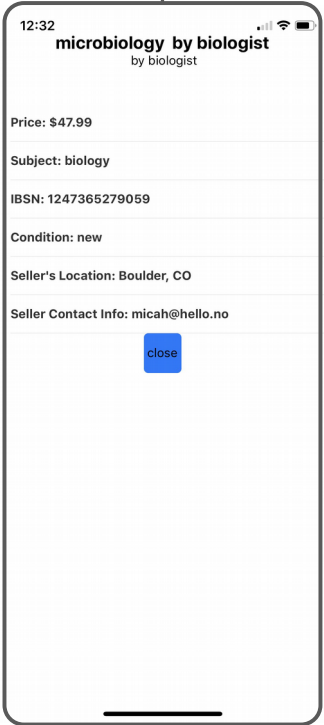 12:32
microbiology by biologist
by biologist
Price: $47.99
Subject: biology
IBSN: 1247365279059
Condition: new
Seller's Location: Boulder, CO
Seller Contact Info: micah@hello.no
close